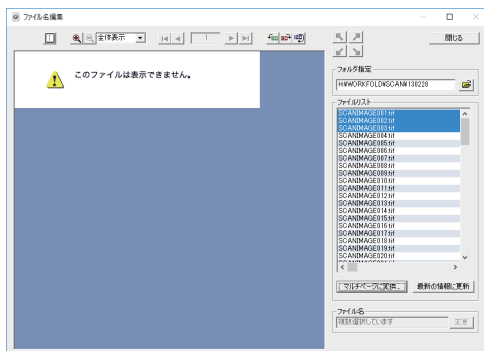 ファイル名編集
全体表示
1
閉じる
このファイルは表示できません。
フォルダ指定
H:¥WORKFOLD¥SCAN¥130228
ファイルリスト
SCANIMAGE001.tif
SCANIMAGE002.tif
SCANIMAGE003.tif
SCANIMAGE004.tif
SCANIMAGE005.tif
SCANIMAGE006.tif
SCANIMAGE007.tif
SCANIMAGE008.tif
SCANIMAGE009.tif
SCANIMAGE010.tif
SCANIMAGE011.tif
SCANIMAGE012.tif
SCANIMAGE013.tif
SCANIMAGE014.tif
SCANIMAGE015.tif
SCANIMAGE016.tif
SCANIMAGE017.tif
SCANIMAGE018.tif
SCANIMAGE019.tif
SCANIMAGE020.tif
マルチページに変換... 最新の情報に更新
ファイル名
複数選択しています 変更